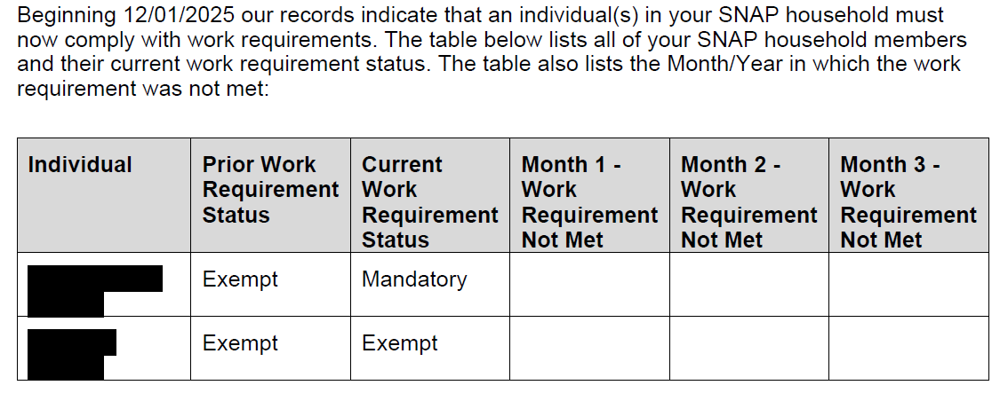 Beginning 12/01/2025 our records indicate that an individual(s) in your SNAP household must
now comply with work requirements. The table below lists all of your SNAP household members
and their current work requirement status. The table also lists the Month/Year in which the work
requirement was not met:
Individual
Prior Work
Requirement
Status
Current
Work
Requirement
Status
Month 1 -
Work
Requirement
Not Met
Month 2 -
Work
Requirement
Not Met
Month 3 -
Work
Requirement
Not Met
Exempt
Mandatory
Exempt
Exempt